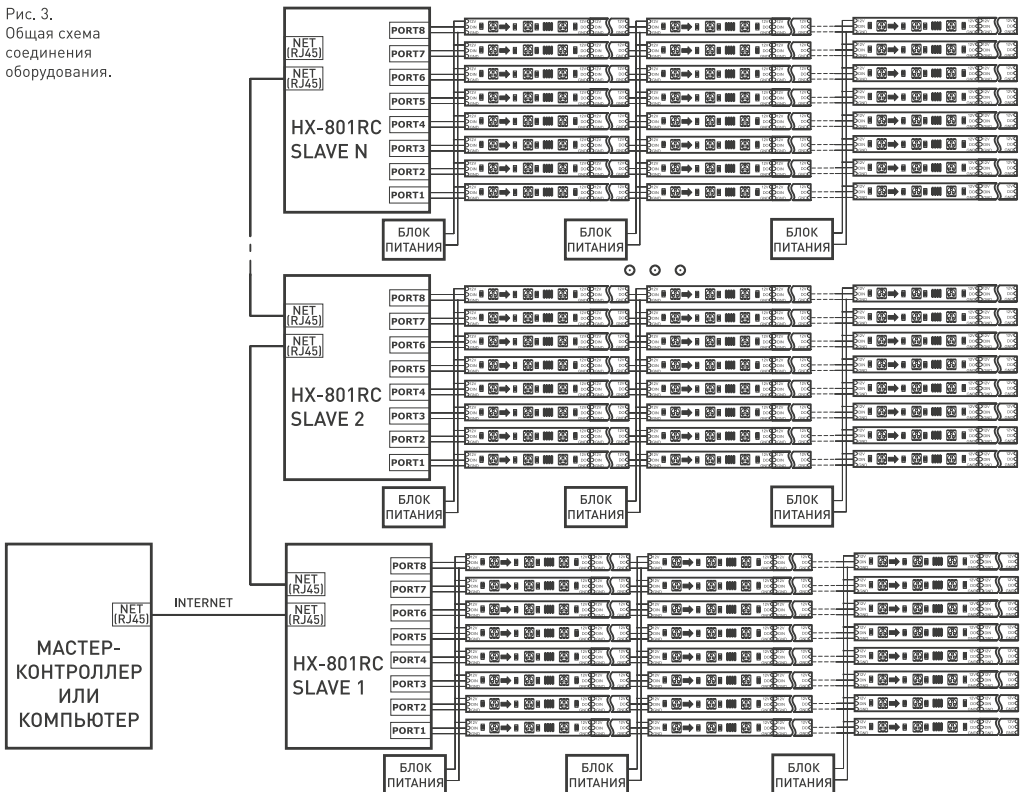 Рис. 3.
Общая схема
соединения
оборудования.
NET
(RJ45)
NET
(RJ45)
HX-801RC
SLAVE N
PORT8
PORT7
PORT6
PORT5
PORT4
PORT3
PORT2
PORT1
БЛОК
ПИТАНИЯ
БЛОК
ПИТАНИЯ
БЛОК
ПИТАНИЯ
NET
(RJ45)
NET
(RJ45)
HX-801RC
SLAVE 2
PORT8
PORT7
PORT6
PORT5
PORT4
PORT3
PORT2
PORT1
БЛОК
ПИТАНИЯ
БЛОК
ПИТАНИЯ
БЛОК
ПИТАНИЯ
МАСТЕР-
КОНТРОЛЛЕР
ИЛИ
КОМПЬЮТЕР
NET
(RJ45)
INTERNET
NET
(RJ45)
NET
(RJ45)
HX-801RC
SLAVE 1
PORT8
PORT7
PORT6
PORT5
PORT4
PORT3
PORT2
PORT1
БЛОК
ПИТАНИЯ
БЛОК
ПИТАНИЯ
БЛОК
ПИТАНИЯ